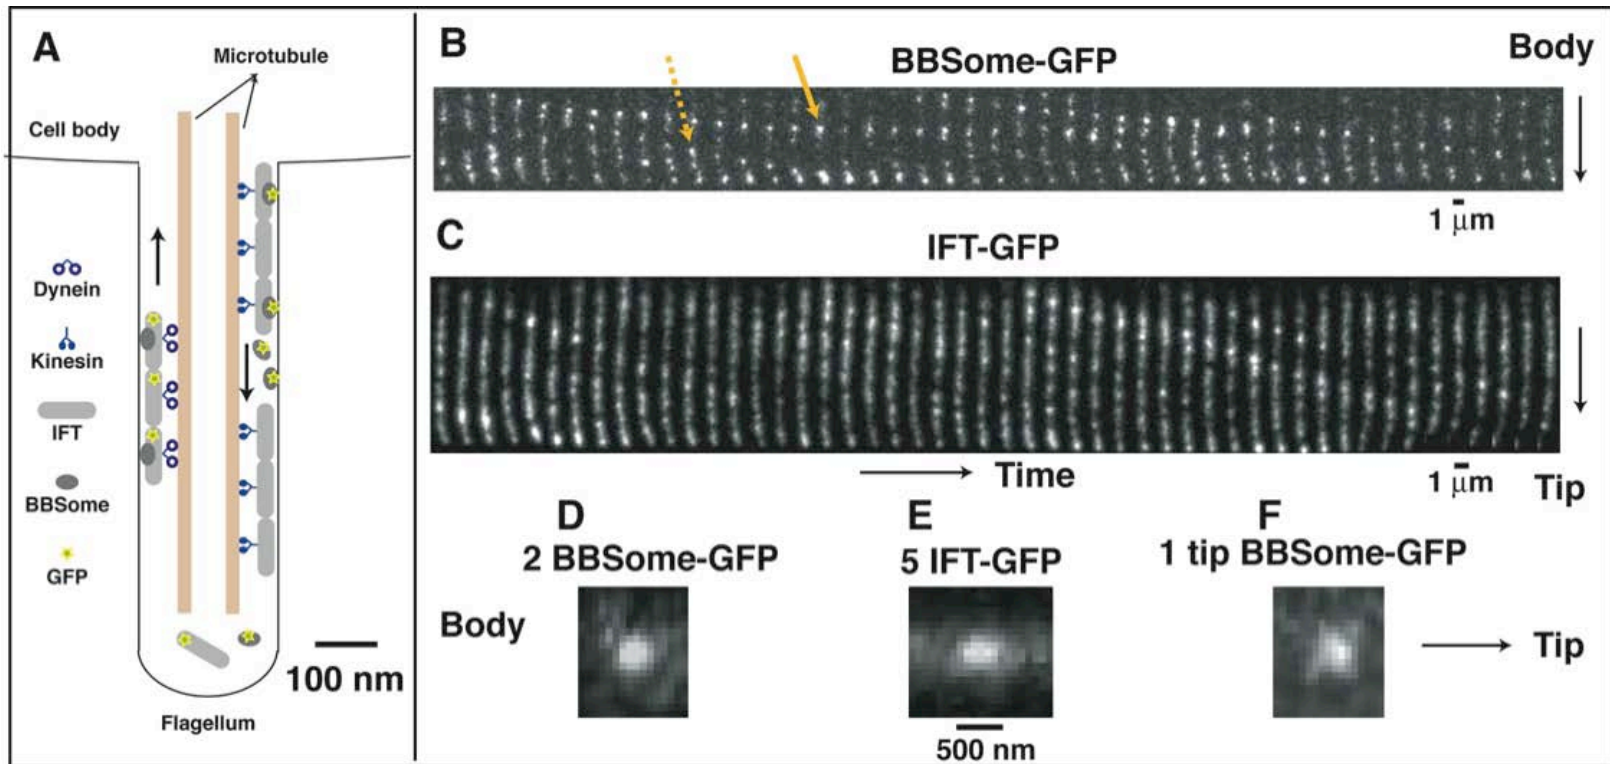 A
Microtubule
Cell body
Dynein
Kinesin
IFT
BBSome
GFP
100 nm
Flagellum
B
BBSome-GFP
Body
1 μm
C
IFT-GFP
Time
1 μm
Tip
D
2 BBSome-GFP
E
5 IFT-GFP
F
1 tip BBSome-GFP
Body
Tip
500 nm